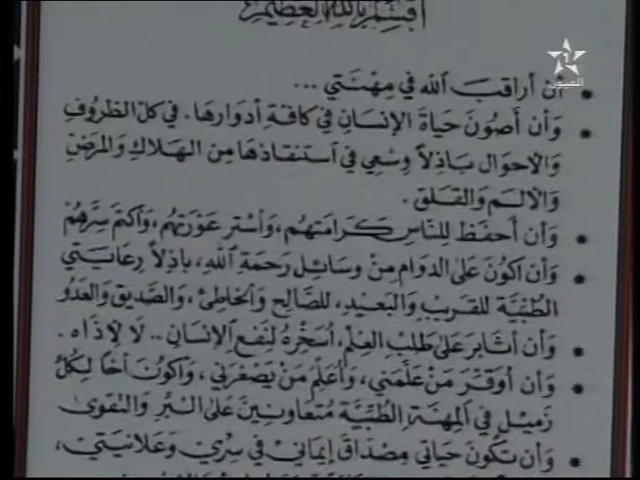 أقسم بالله العظيم
العيون
أن أراقب الله في مهنتي ...
وأن أصون حياة الإنسان في كافة أدوارها. في كل الظروف
والأحوال باذلاً وسعي في استنقاذها من الهلاك والمرض
والألم والقلق.
وأن أحفظ للناس كرامتهم، وأستر عورتهم، وأكتم سرهم
وأن أكون على الدوام من وسائل رحمة الله، باذلاً رعايتي
الطبية للقريب والبعيد، للصالح والخاطئ، والصديق والعدو
وأن أثابر على طلب العلم، أسخره لنفع الإنسان .. لا لأذاه.
وأن أوقر من علمني، وأعلم من يصغرني، وأكون أخاً لكل
زميل في المهنة الطبية متعاونين على البر والتقوى
وأن تكون حياتي مصداق إيماني في سري وعلانيتي،